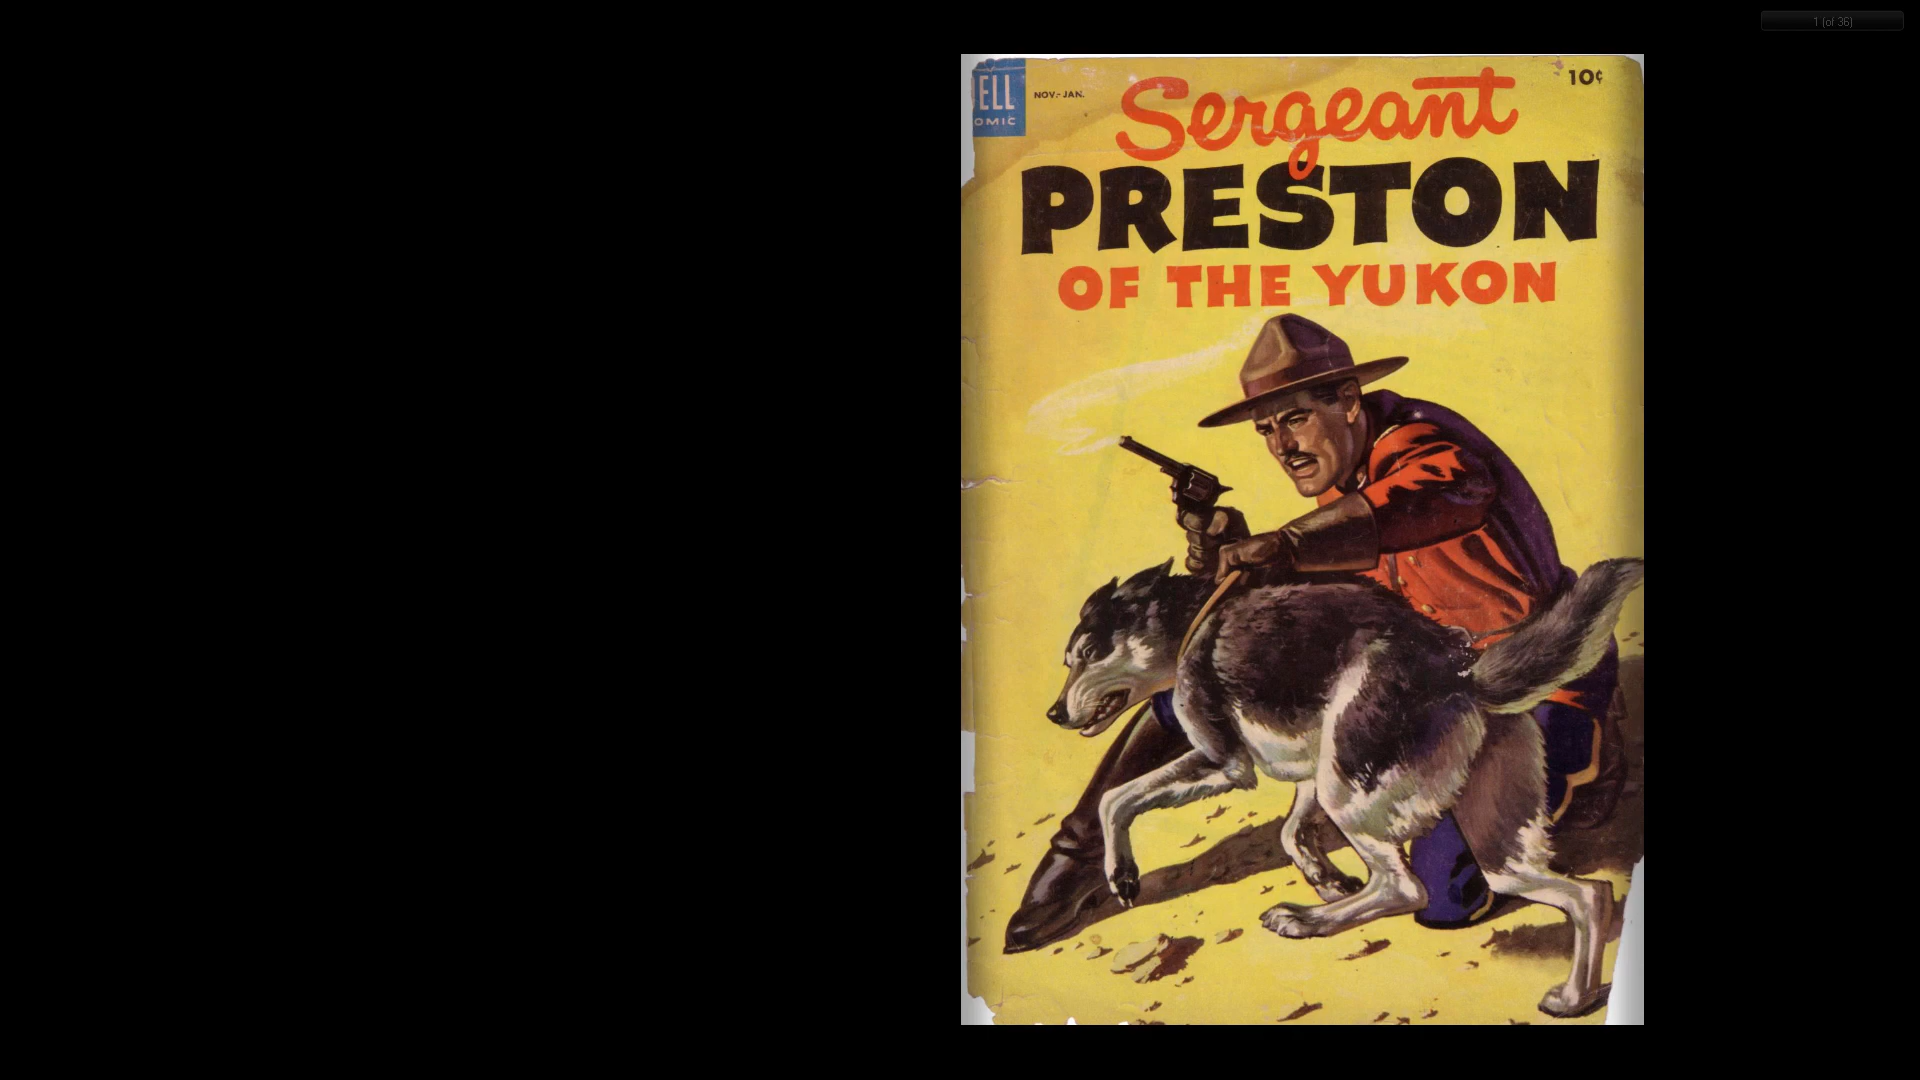 1 (of 36)
ELL
OMIC
NOV.-JAN.
10¢
Sergeant
PRESTON
OF THE YUKON